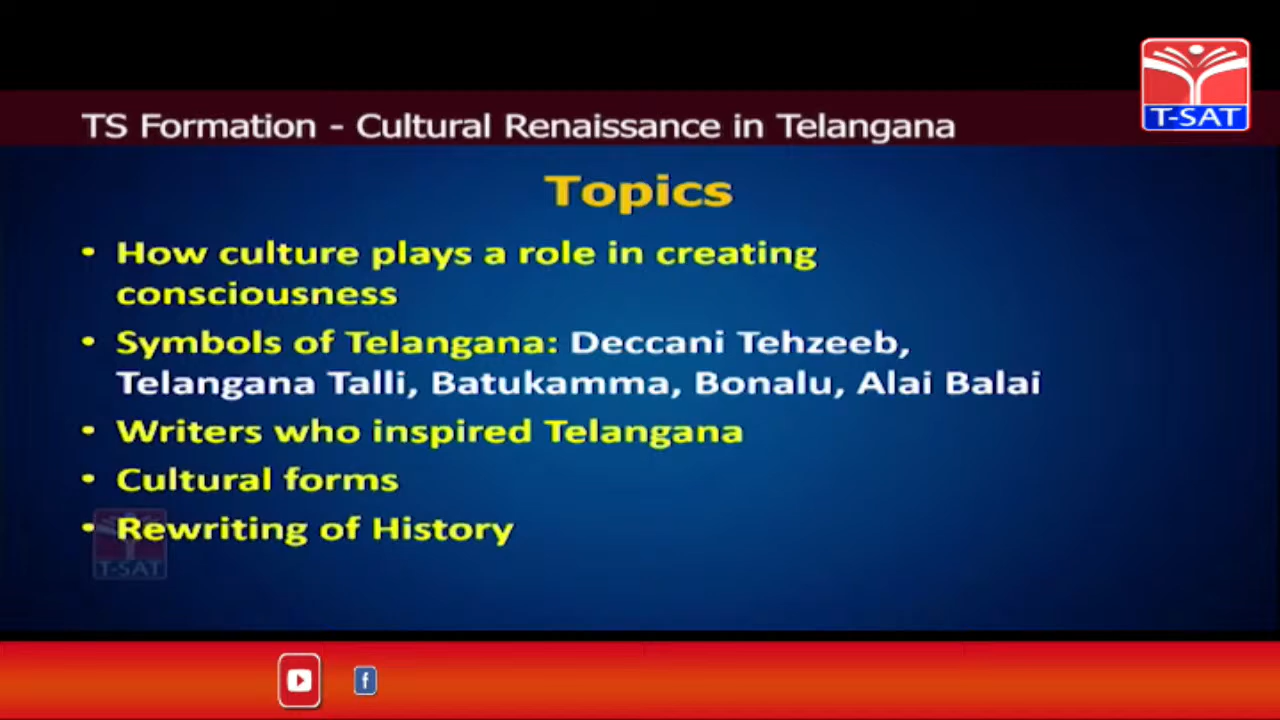 T-SAT
TS Formation - Cultural Renaissance in Telangana
Topics
• How culture plays a role in creating
consciousness
• Symbols of Telangana: Deccani Tehzeeb,
Telangana Talli, Batukamma, Bonalu, Alai Balai
• Writers who inspired Telangana
• Cultural forms
• Rewriting of History
T-SAT
f